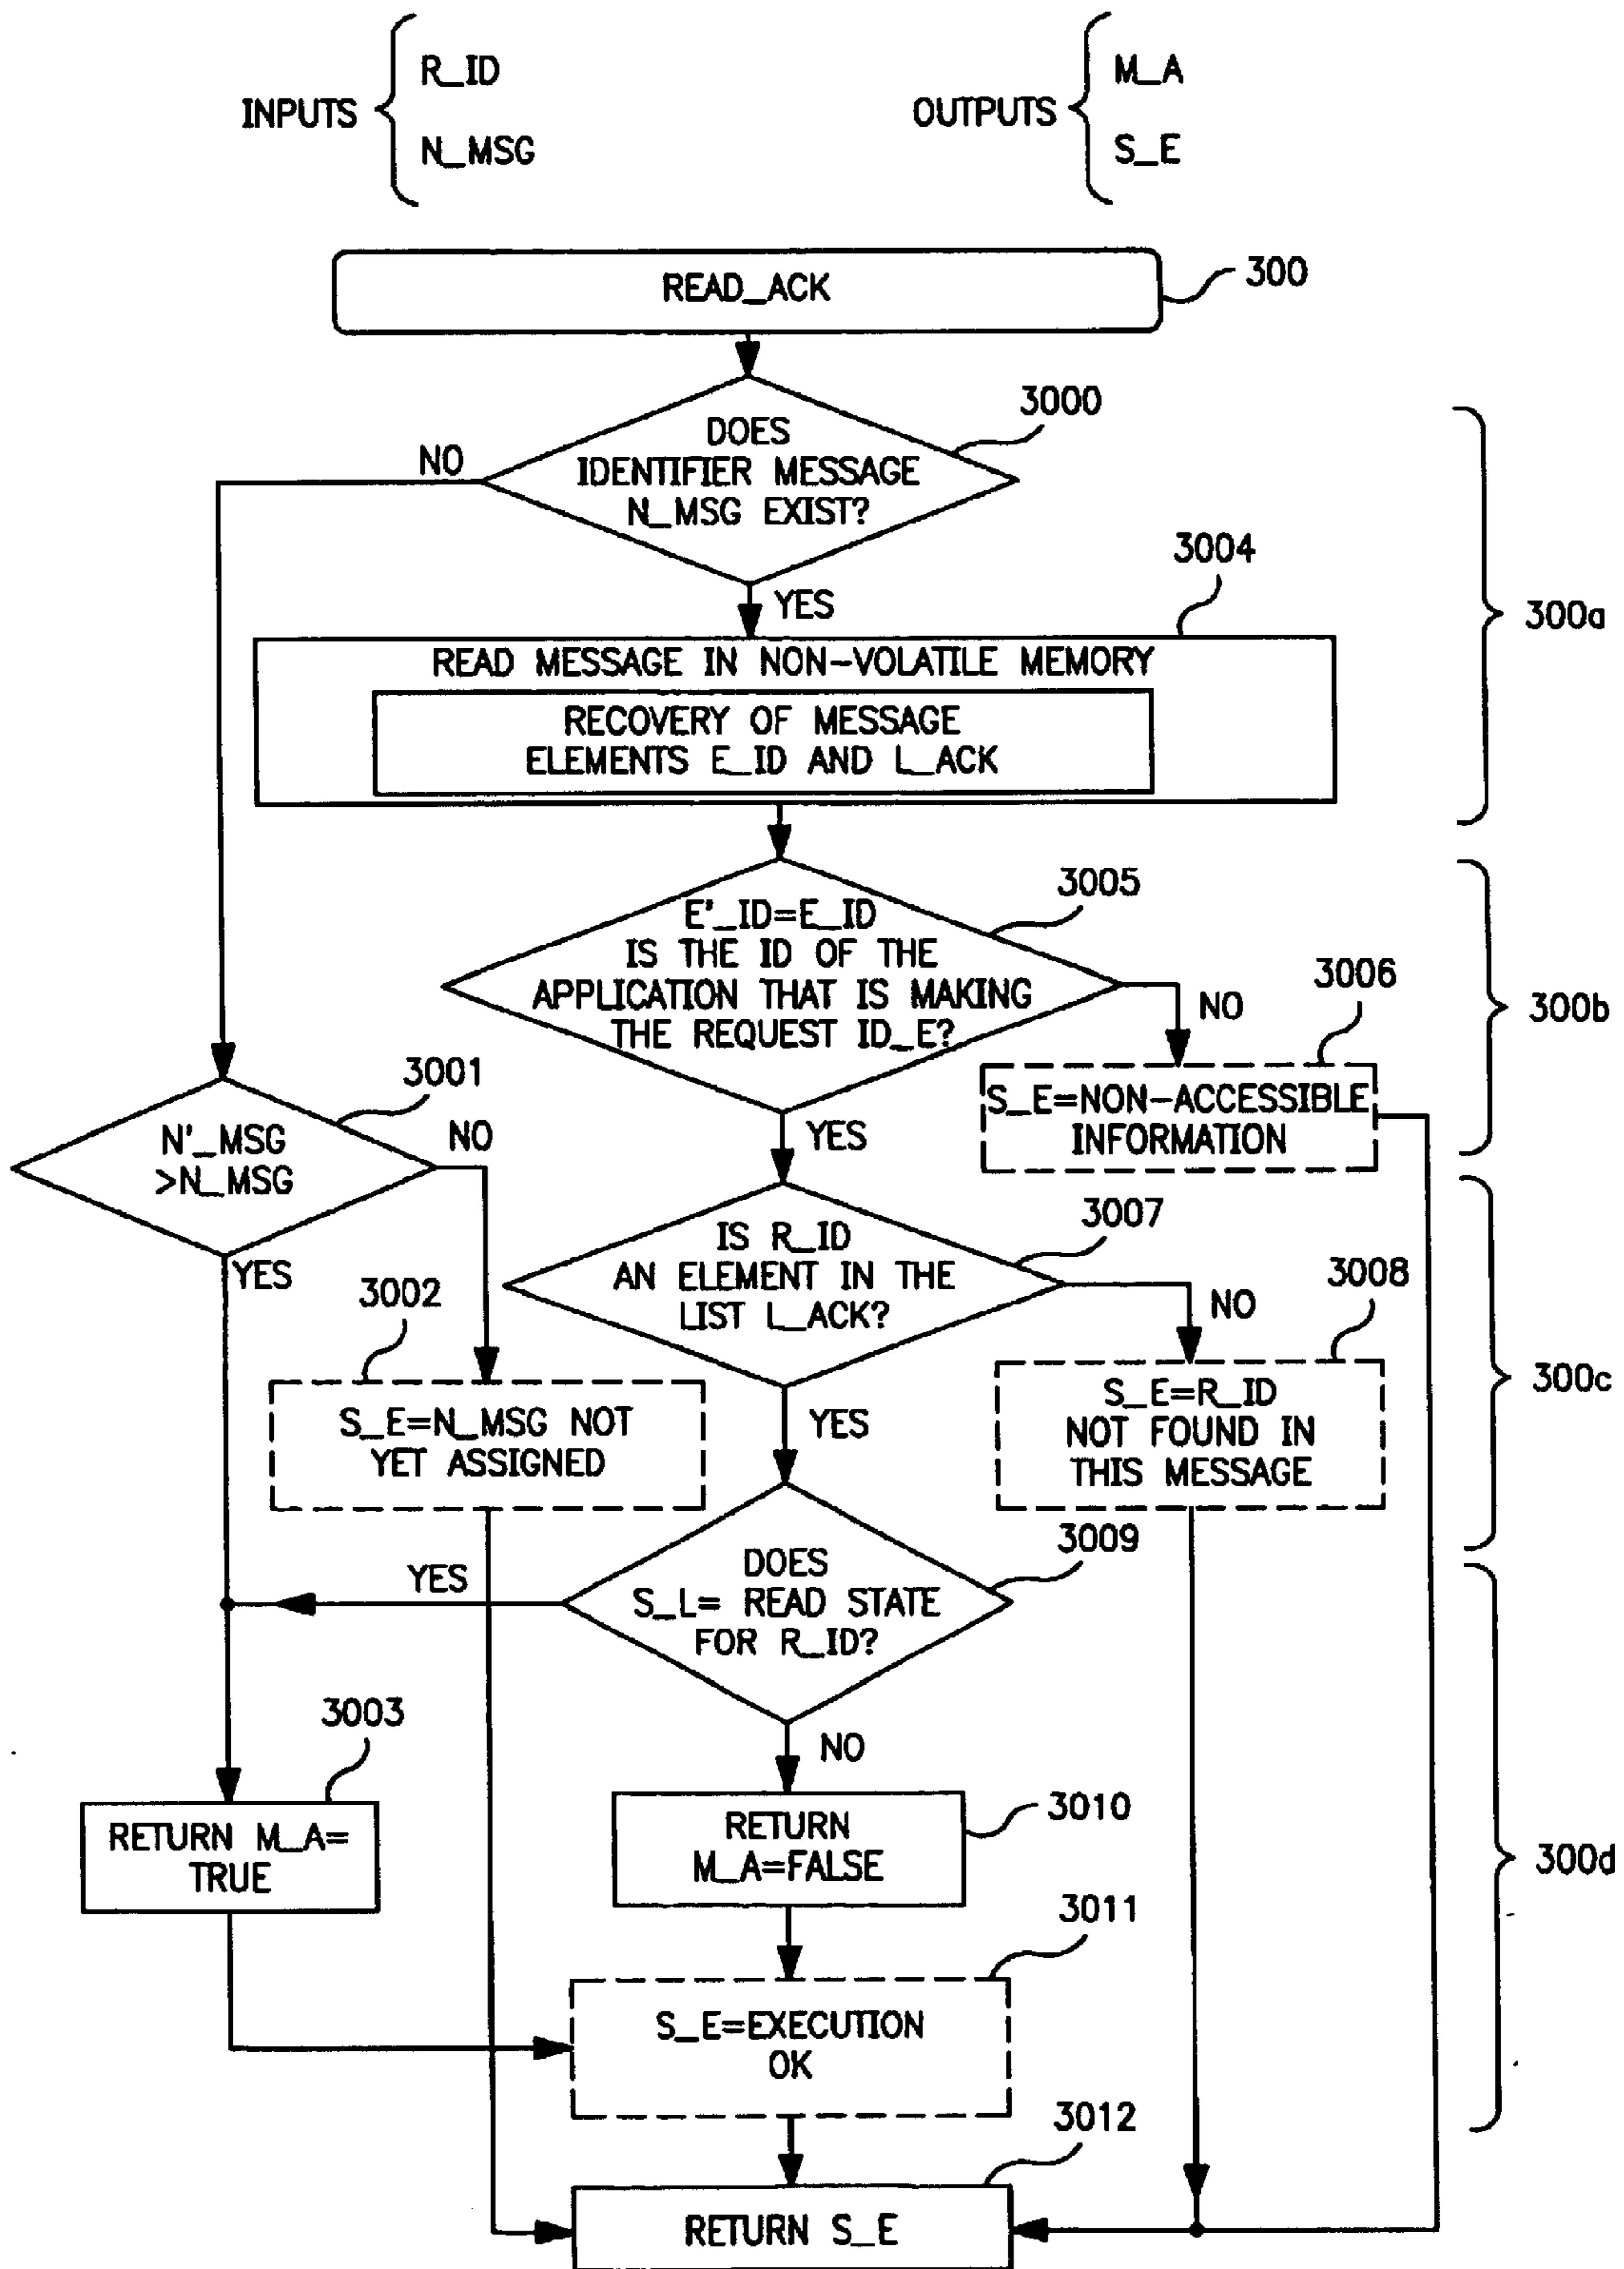 INPUTS
R_ID
N_MSG
OUTPUTS
M_A
S_E
READ_ACK
300
3000
DOES
IDENTIFIER MESSAGE
N_MSG EXIST?
NO
YES
3004
READ MESSAGE IN NON-VOLATILE MEMORY
RECOVERY OF MESSAGE
ELEMENTS E_ID AND L_ACK
300a
3005
E'_ID=E_ID
IS THE ID OF THE
APPLICATION THAT IS MAKING
THE REQUEST ID_E?
NO
YES
3006
S_E=NON-ACCESSIBLE
INFORMATION
300b
3001
N'_MSG
>N_MSG
NO
YES
3002
S_E=N_MSG NOT
YET ASSIGNED
3007
IS R_ID
AN ELEMENT IN THE
LIST L_ACK?
NO
YES
3008
S_E=R_ID
NOT FOUND IN
THIS MESSAGE
300c
3009
DOES
S_L= READ STATE
FOR R_ID?
YES
NO
3003
RETURN M_A=
TRUE
3010
RETURN
M_A=FALSE
300d
3011
S_E=EXECUTION
OK
3012
RETURN S_E